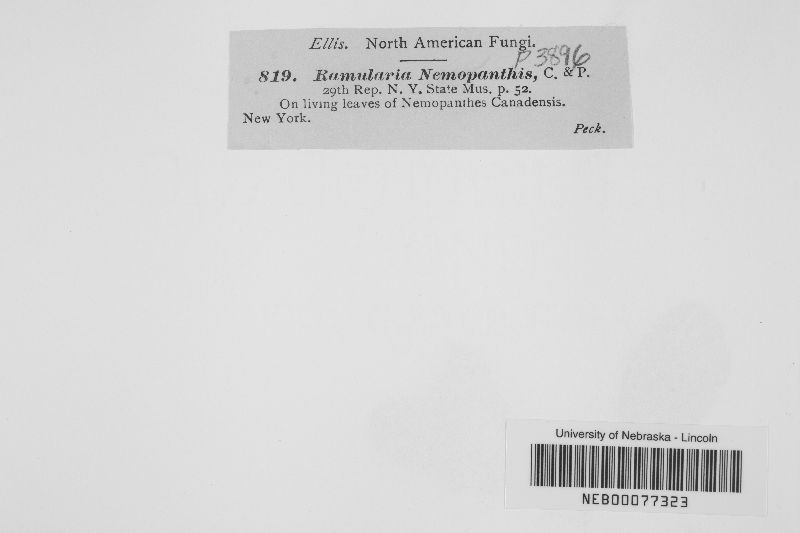 Ellis. North American Fungi.
P 3896
819. Ramularia Nemopanthis, C. & P.
29th Rep. N. Y. State Mus. p. 52.
On living leaves of Nemopanthes Canadensis.
New York.
Peck.
University of Nebraska - Lincoln
NEB00077323